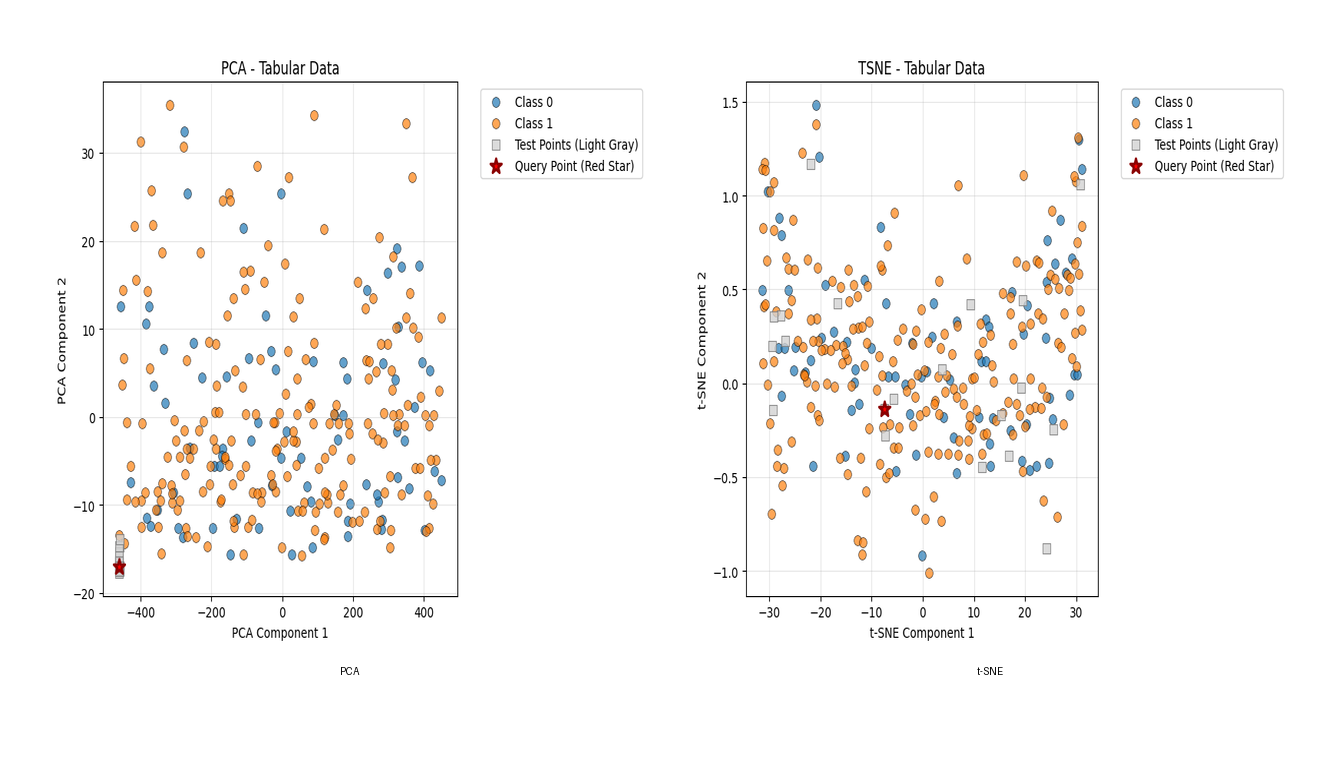 PCA - Tabular Data
PCA Component 2
30
20
10
0
−10
−20
−400
−200
0
200
400
PCA Component 1
Class 0
Class 1
Test Points (Light Gray)
Query Point (Red Star)
PCA
TSNE - Tabular Data
t-SNE Component 2
1.5
1.0
0.5
0.0
−0.5
−1.0
−30
−20
−10
0
10
20
30
t-SNE Component 1
Class 0
Class 1
Test Points (Light Gray)
Query Point (Red Star)
t-SNE